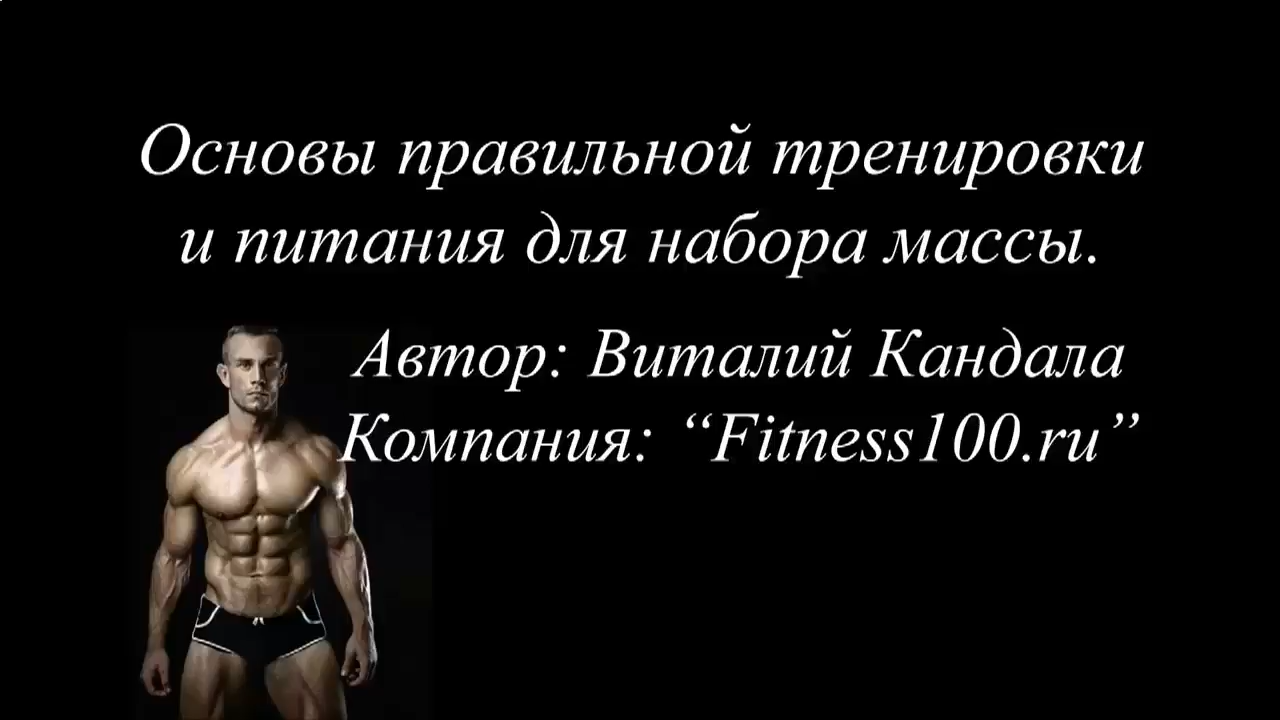 Основы правильной тренировки
и питания для набора массы.
Автор: Виталий Кандала
Компания: “Fitness100.ru”